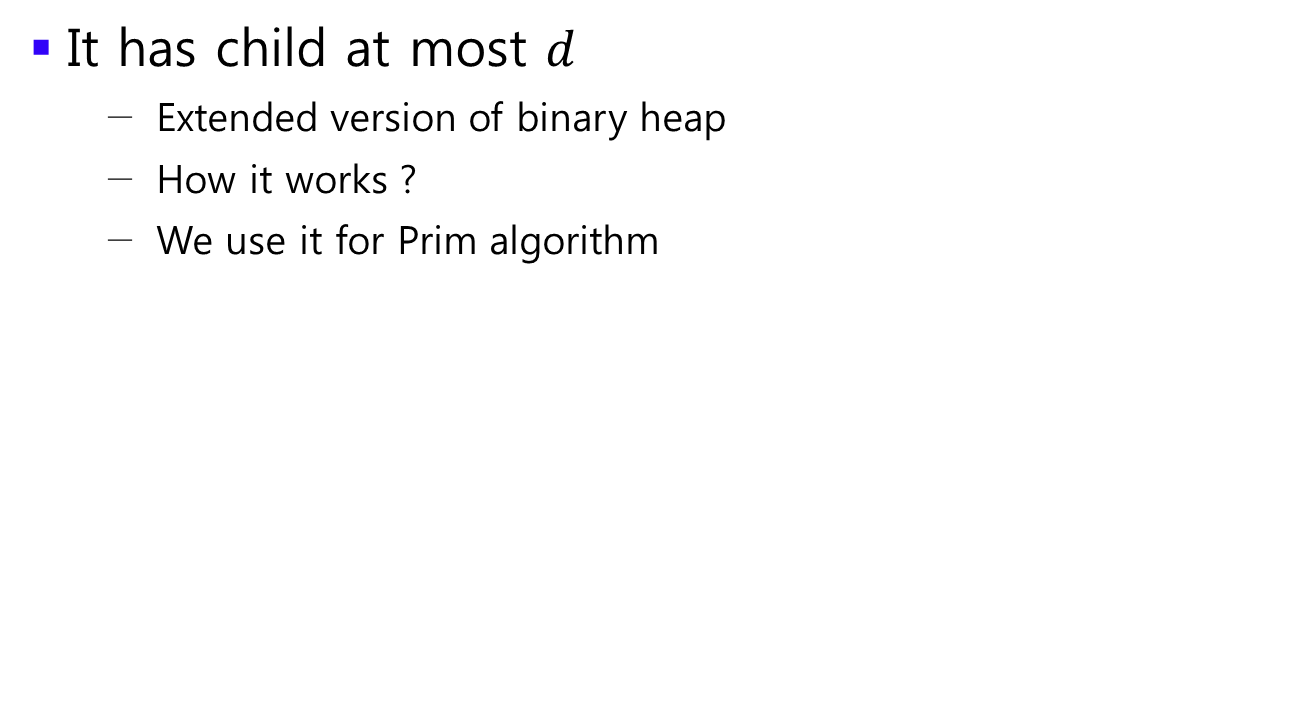 It has child at most d
Extended version of binary heap
How it works ?
We use it for Prim algorithm